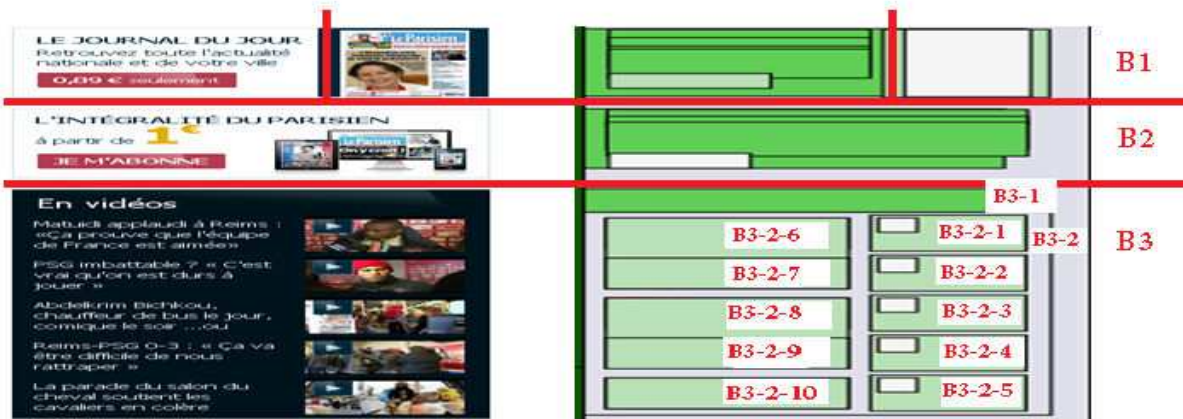 LE JOURNAL DU JOUR
Retrouvez toute l'actualité
nationale et de votre ville
0,89 € seulement
Le Parisien
B1
L'INTÉGRALITÉ DU PARISIEN
à partir de 1€
JE M'ABONNE
B2
En vidéos
B3-1
Matuidi applaudi à Reims :
«Ça prouve que l'équipe
de France est aimée»
B3-2-6
B3-2-1
B3-2
B3
PSG imbattable ? « C'est
vrai qu'on est durs à
jouer »
B3-2-7
B3-2-2
Abdelkrim Bichkou,
chauffeur de bus le jour,
comique le soir ...ou
B3-2-8
B3-2-3
Reims-PSG 0-3 : « Ça va
être difficile de nous
rattraper »
B3-2-9
B3-2-4
La parade du salon du
cheval soutient les
cavaliers en colère
B3-2-10
B3-2-5